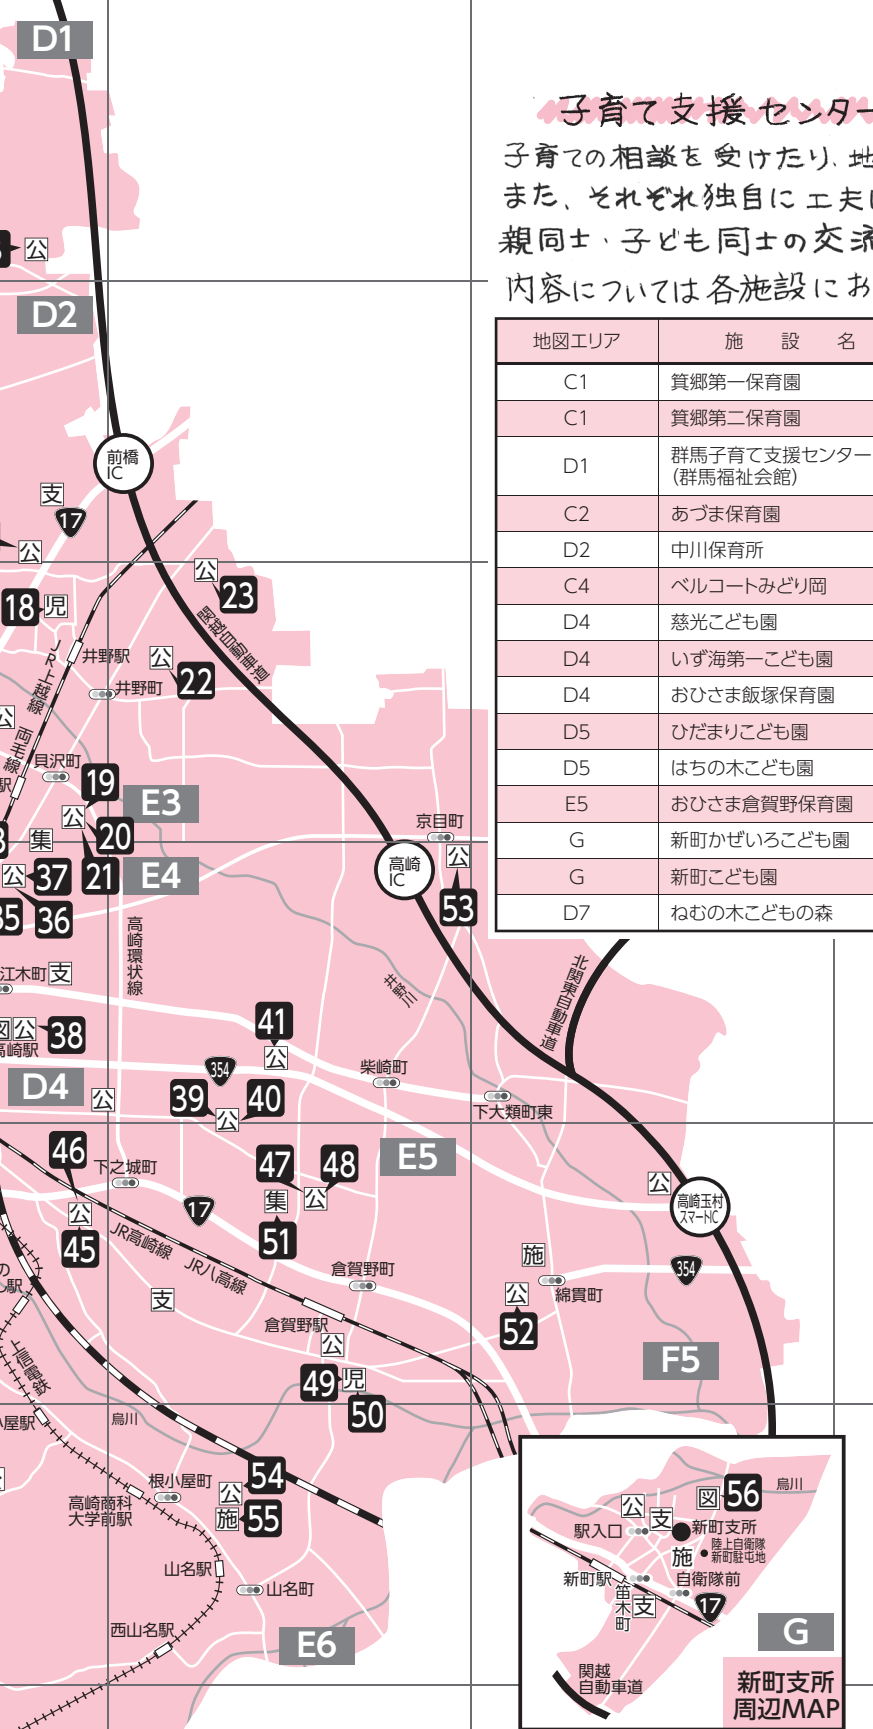 D1
子育て支援センター
子育ての相談を受けたり、地
また、それぞれ独自に工夫
親同士・子ども同士の交流
内容については各施設にお
公
D2
地図エリア 施設名
C1 箕郷第一保育園
C1 箕郷第二保育園
D1 群馬子育て支援センター
(群馬福祉会館)
C2 あづま保育園
D2 中川保育所
C4 ベルコートみどり岡
D4 慈光こども園
D4 いず海第一こども園
D4 おひさま飯塚保育園
D5 ひだまりこども園
D5 はちの木こども園
E5 おひさま倉賀野保育園
G 新町かぜいろこども園
G 新町こども園
D7 ねむの木こどもの森
前橋
IC
支
17
公
公
23
18
児
関越自動車道
JR上越線
井野駅
公
22
井野町
公
両毛線
貝沢町
駅
19
E3
公
20
京目町
集
21
E4
高崎
IC
公
53
公
37
35
36
高崎環状線
北関東自動車道
江木町
支
井野川
公
38
高崎駅
41
公
354
柴崎町
D4
公
39
40
公
下大類町東
46
下之城町
47
48
E5
公
高崎玉村
スマートIC
公
45
17
集
公
51
JR高崎線
JR八高線
倉賀野町
施
354
公
綿貫町
52
駅
支
倉賀野駅
公
上信電鉄
49
児
50
F5
烏川
根小屋町
54
公
高崎商科
大学前駅
施
55
山名駅
山名町
西山名駅
E6
図
56
烏川
公
支
駅入口
新町支所
陸上自衛隊
新町駐屯地
施
新町駅
自衛隊前
笛木町
支
17
G
関越
自動車道
新町支所
周辺MAP